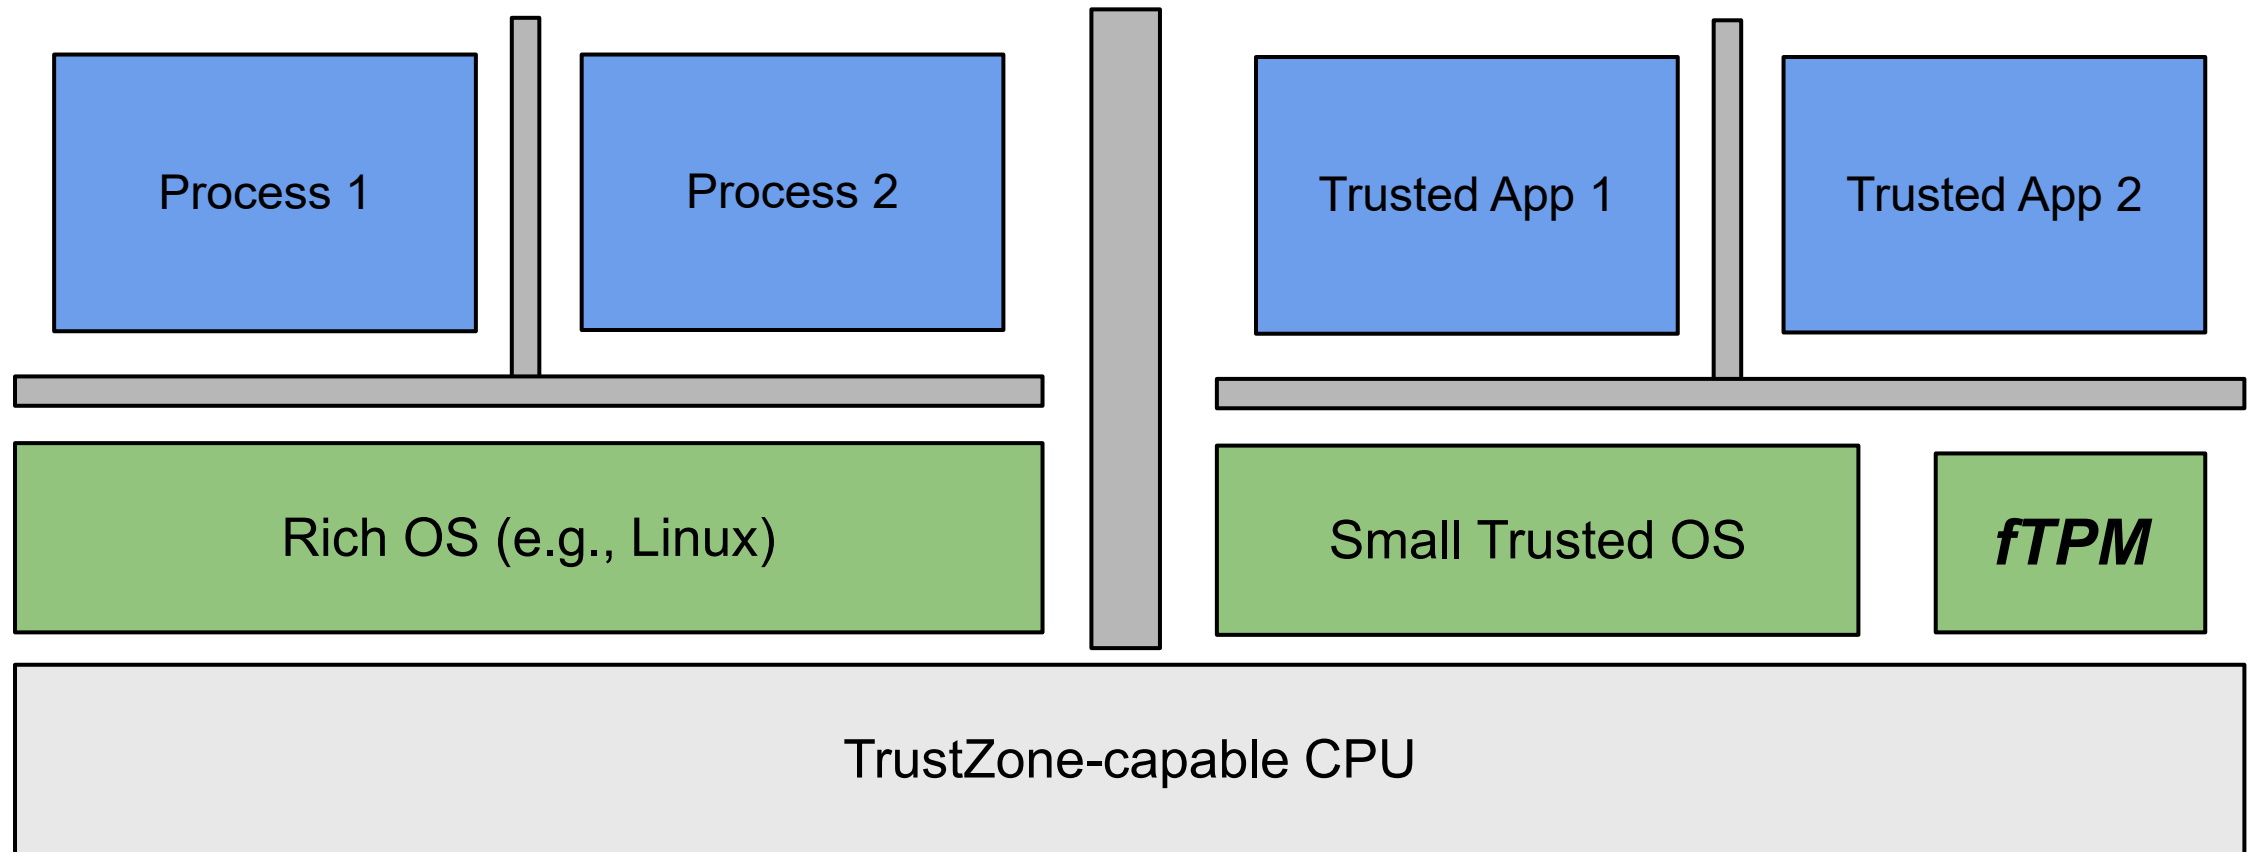 Process 1
Process 2
Trusted App 1
Trusted App 2
Rich OS (e.g., Linux)
Small Trusted OS
fTPM
TrustZone-capable CPU